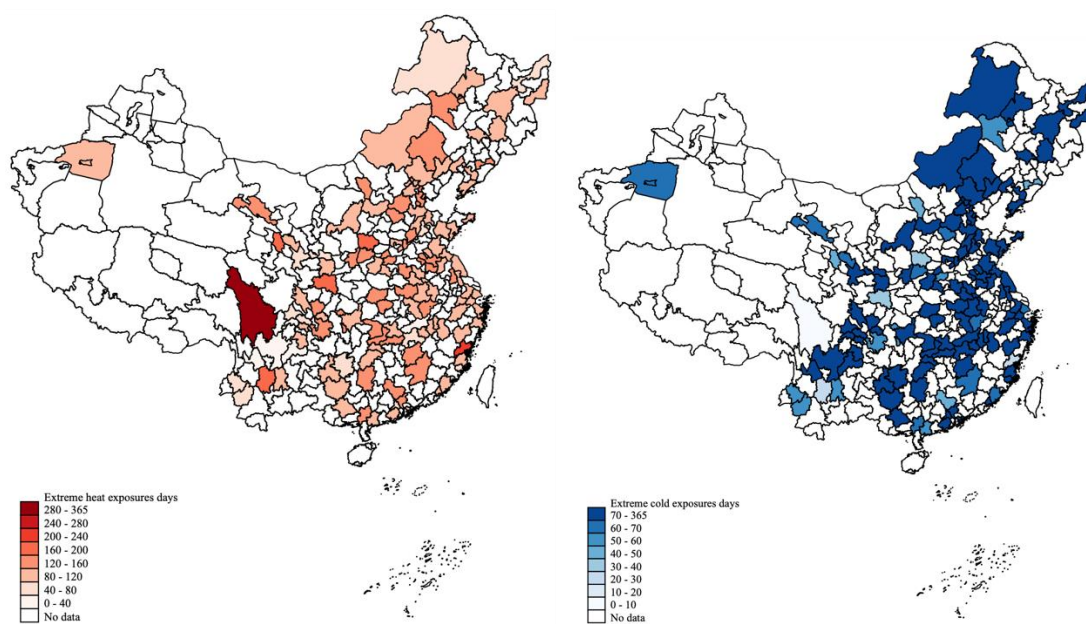 Extreme heat exposures days
280 - 365
240 - 280
200 - 240
160 - 200
120 - 160
80 - 120
40 - 80
0 - 40
No data
Extreme cold exposures days
70 - 365
60 - 70
50 - 60
40 - 50
30 - 40
20 - 30
10 - 20
0 - 10
No data